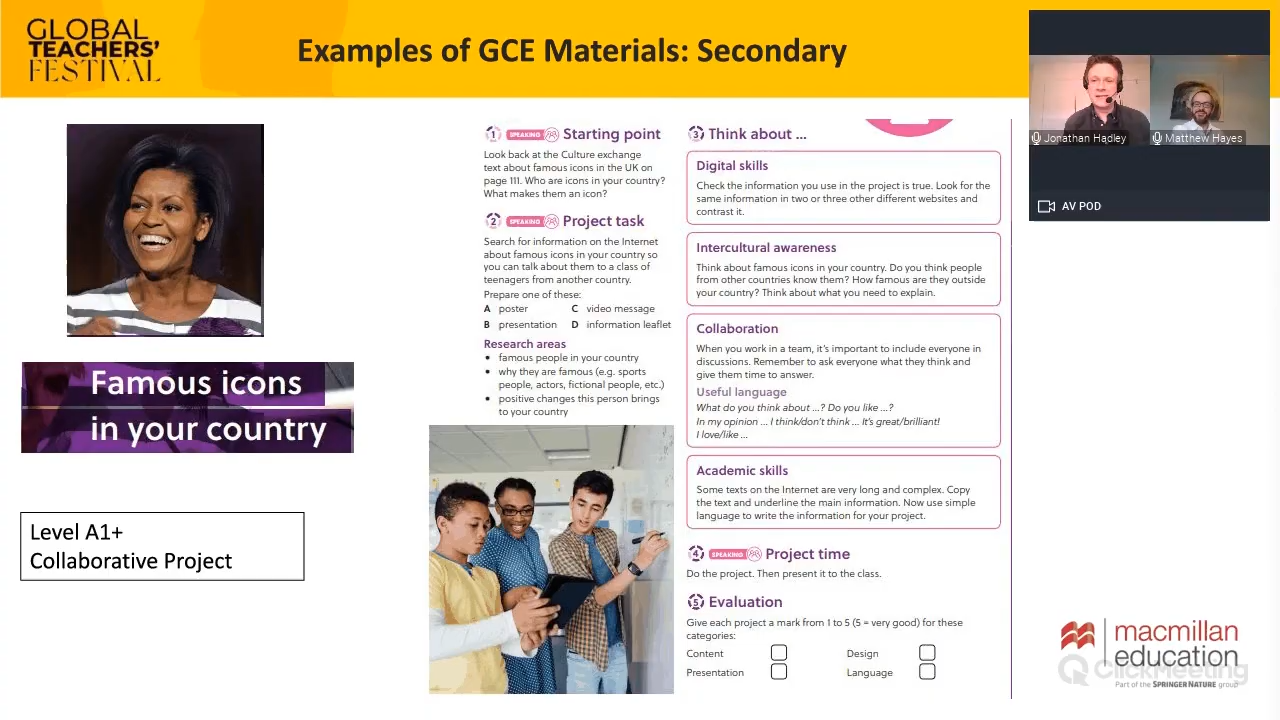 GLOBAL
TEACHERS'
FESTIVAL
Examples of GCE Materials: Secondary
Jonathan Hadley
Matthew Hayes
AV POD
Famous icons
in your country
Level A1+
Collaborative Project
1 SPEAKING Starting point
Look back at the Culture exchange
text about famous icons in the UK on
page 111. Who are icons in your country?
What makes them an icon?
2 SPEAKING Project task
Search for information on the Internet
about famous icons in your country so
you can talk about them to a class of
teenagers from another country.
Prepare one of these:
A poster C video message
B presentation D information leaflet
Research areas
• famous people in your country
• why they are famous (e.g. sports
people, actors, fictional people, etc.)
• positive changes this person brings
to your country
3 Think about ...
Digital skills
Check the information you use in the project is true. Look for the
same information in two or three other different websites and
contrast it.
Intercultural awareness
Think about famous icons in your country. Do you think people
from other countries know them? How famous are they outside
your country? Think about what you need to explain.
Collaboration
When you work in a team, it's important to include everyone in
discussions. Remember to ask everyone what they think and
give them time to answer.
Useful language
What do you think about ...? Do you like ...?
In my opinion ... I think/don't think ... It's great/brilliant!
I love/like ...
Academic skills
Some texts on the Internet are very long and complex. Copy
the text and underline the main information. Now use simple
language to write the information for your project.
4 SPEAKING Project time
Do the project. Then present it to the class.
5 Evaluation
Give each project a mark from 1 to 5 (5 = very good) for these
categories:
Content Design
Presentation Language
macmillan
education
ClickMeeting
Part of the SPRINGER NATURE group